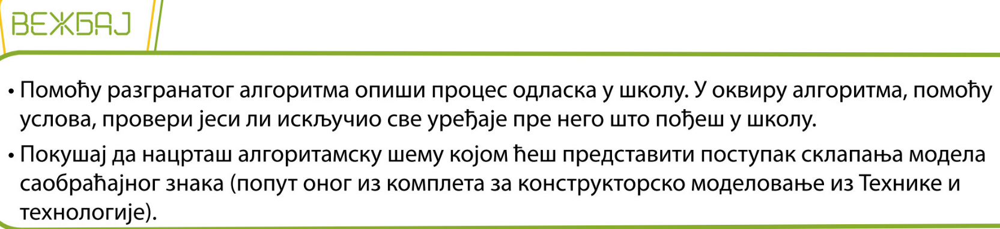 ВЕЖБАЈ
• Помоћу разгранатог алгоритма опиши процес одласка у школу. У оквиру алгоритма, помоћу
услова, провери јеси ли искључио све уређаје пре него што пођеш у школу.
• Покушај да нацрташ алгоритамску шему којом ћеш представити поступак склапања модела
саобраћајног знака (попут оног из комплета за конструкторско моделовање из Технике и
технологије).